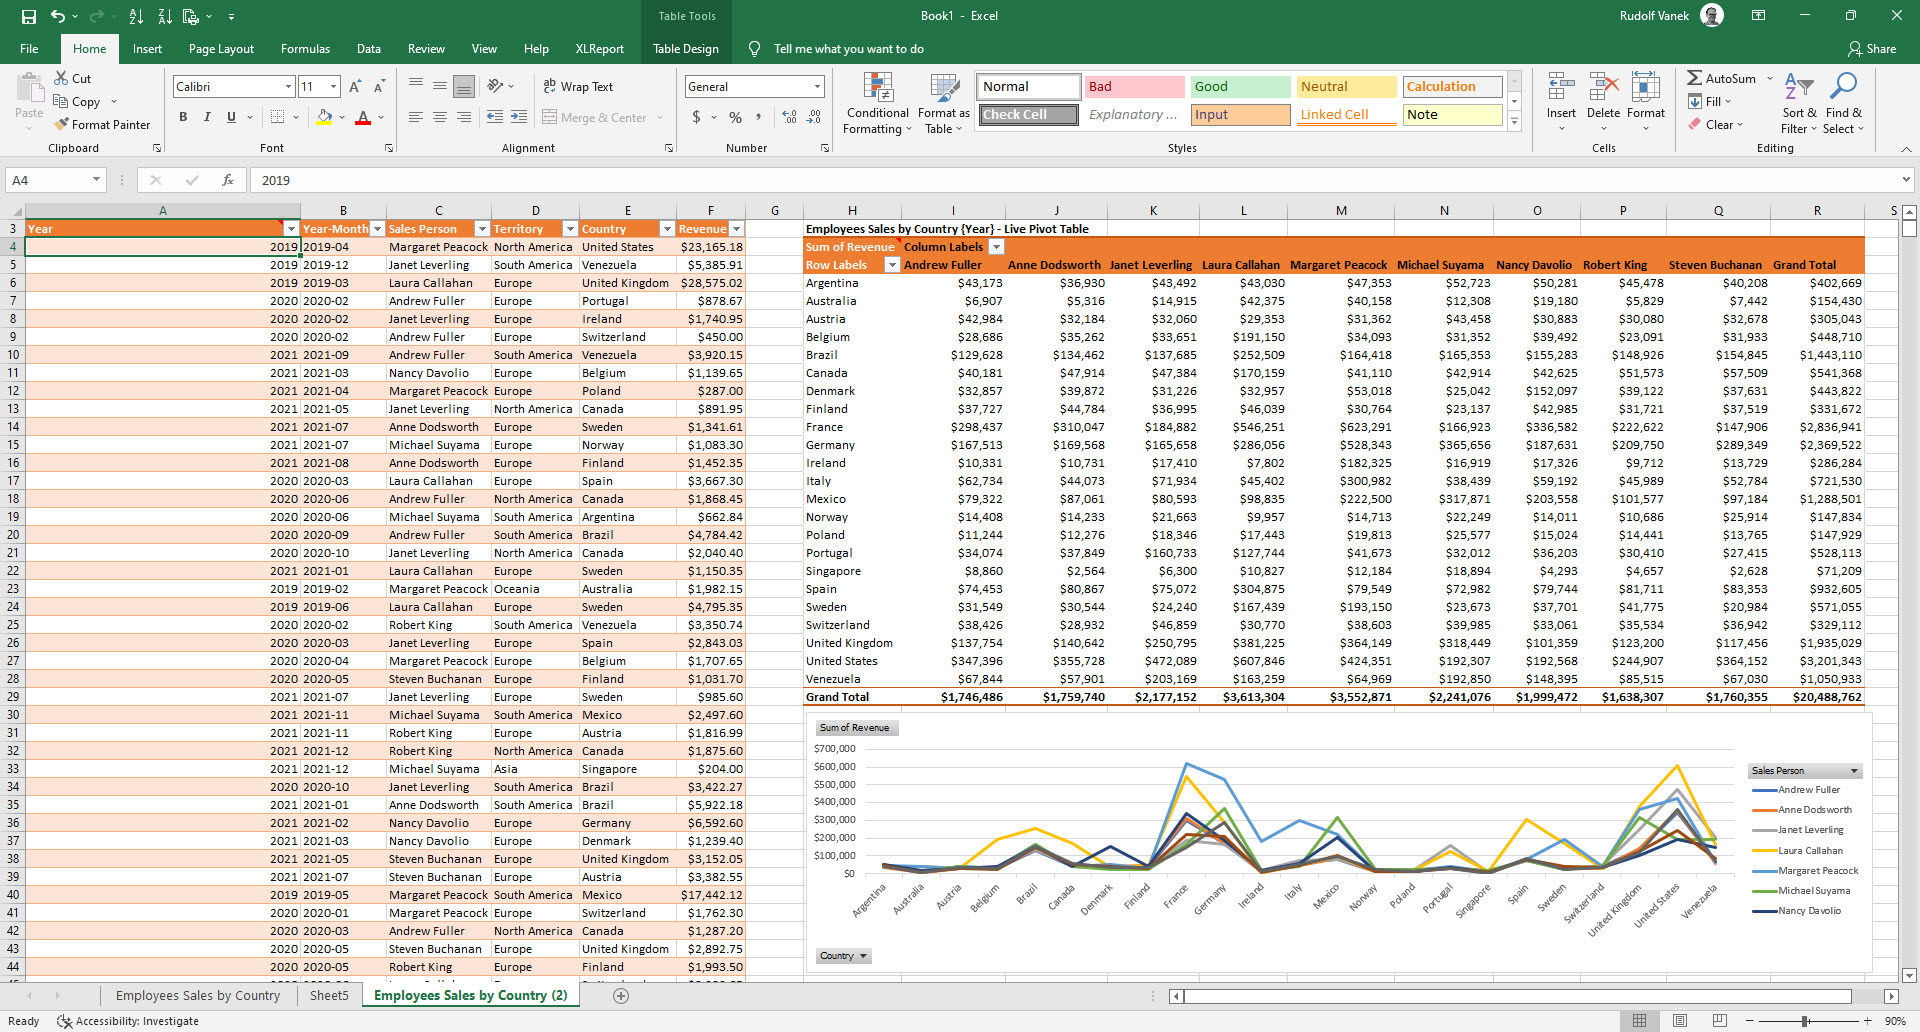 Table Tools
Book1 - Excel
Rudolf Vanek
File Home Insert Page Layout Formulas Data Review View Help XLReport Table Design Tell me what you want to do Share
Paste
Cut
Copy
Format Painter
Calibri 11
B I U
Wrap Text
Merge & Center
General
$ % ,
Conditional Formatting
Format as Table
Normal Bad Good Neutral Calculation
Check Cell Explanatory ... Input Linked Cell Note
Insert Delete Format
AutoSum
Fill
Clear
Sort & Filter
Find & Select
Clipboard Font Alignment Number Styles Cells Editing
A4 fx 2019
A B C D E F G H I J K L M N O P Q R S
3 Year Year-Month Sales Person Territory Country Revenue
4 2019 2019-04 Margaret Peacock North America United States $23,165.18
5 2019 2019-12 Janet Leverling South America Venezuela $5,385.91
6 2019 2019-03 Laura Callahan Europe United Kingdom $28,575.02
7 2020 2020-02 Andrew Fuller Europe Portugal $878.67
8 2020 2020-02 Janet Leverling Europe Ireland $1,740.95
9 2020 2020-02 Andrew Fuller Europe Switzerland $450.00
10 2021 2021-09 Andrew Fuller South America Venezuela $3,920.15
11 2021 2021-03 Nancy Davolio Europe Belgium $1,139.65
12 2021 2021-04 Margaret Peacock Europe Poland $287.00
13 2021 2021-05 Janet Leverling North America Canada $891.95
14 2021 2021-07 Anne Dodsworth Europe Sweden $1,341.61
15 2021 2021-07 Michael Suyama Europe Norway $1,083.30
16 2021 2021-08 Anne Dodsworth Europe Finland $1,452.35
17 2020 2020-03 Laura Callahan Europe Spain $3,667.30
18 2020 2020-06 Andrew Fuller North America Canada $1,868.45
19 2020 2020-06 Michael Suyama South America Argentina $662.84
20 2020 2020-09 Andrew Fuller South America Brazil $4,784.42
21 2020 2020-10 Janet Leverling North America Canada $2,040.40
22 2021 2021-01 Laura Callahan Europe Sweden $1,150.35
23 2019 2019-02 Margaret Peacock Oceania Australia $1,982.15
24 2019 2019-06 Laura Callahan Europe Sweden $4,795.35
25 2020 2020-02 Robert King South America Venezuela $3,350.74
26 2020 2020-03 Janet Leverling Europe Spain $2,843.03
27 2020 2020-04 Margaret Peacock Europe Belgium $1,707.65
28 2020 2020-05 Steven Buchanan Europe Finland $1,031.70
29 2021 2021-07 Janet Leverling Europe Sweden $985.60
30 2021 2021-11 Michael Suyama South America Mexico $2,497.60
31 2021 2021-11 Robert King Europe Austria $1,816.99
32 2021 2021-12 Robert King North America Canada $1,875.60
33 2021 2021-12 Michael Suyama Asia Singapore $204.00
34 2020 2020-10 Janet Leverling South America Brazil $3,422.27
35 2021 2021-01 Anne Dodsworth South America Brazil $5,922.18
36 2021 2021-02 Nancy Davolio Europe Germany $6,592.60
37 2021 2021-03 Nancy Davolio Europe Denmark $1,239.40
38 2021 2021-05 Steven Buchanan Europe United Kingdom $3,152.05
39 2021 2021-07 Steven Buchanan Europe Austria $3,382.55
40 2019 2019-05 Margaret Peacock South America Mexico $17,442.12
41 2020 2020-01 Margaret Peacock Europe Switzerland $1,762.30
42 2020 2020-03 Andrew Fuller North America Canada $1,287.20
43 2020 2020-05 Steven Buchanan Europe United Kingdom $2,892.75
44 2020 2020-05 Robert King Europe Finland $1,993.50
Employees Sales by Country {Year} - Live Pivot Table
Sum of Revenue Column Labels
Row Labels Andrew Fuller Anne Dodsworth Janet Leverling Laura Callahan Margaret Peacock Michael Suyama Nancy Davolio Robert King Steven Buchanan Grand Total
Argentina $43,173 $36,930 $43,492 $43,030 $47,353 $52,723 $50,281 $45,478 $40,208 $402,669
Australia $6,907 $5,316 $14,915 $42,375 $40,158 $12,308 $19,180 $5,829 $7,442 $154,430
Austria $42,984 $32,184 $32,060 $29,353 $31,362 $43,458 $30,883 $30,080 $32,678 $305,043
Belgium $28,686 $35,262 $33,651 $191,150 $34,093 $31,352 $39,492 $23,091 $31,933 $448,710
Brazil $129,628 $134,462 $137,685 $252,509 $164,418 $165,353 $155,283 $148,926 $154,845 $1,443,110
Canada $40,181 $47,914 $47,384 $170,159 $41,110 $42,914 $42,625 $51,573 $57,509 $541,368
Denmark $32,857 $39,872 $31,226 $32,957 $53,018 $25,042 $152,097 $39,122 $37,631 $443,822
Finland $37,727 $44,784 $36,995 $46,039 $30,764 $23,137 $42,985 $31,721 $37,519 $331,672
France $298,437 $310,047 $184,882 $546,251 $623,291 $166,923 $336,582 $222,622 $147,906 $2,836,941
Germany $167,513 $169,568 $165,658 $286,056 $528,343 $365,656 $187,631 $209,750 $289,349 $2,369,522
Ireland $10,331 $10,731 $17,410 $7,802 $182,325 $16,919 $17,326 $9,712 $13,729 $286,284
Italy $62,734 $44,073 $71,934 $45,402 $300,982 $38,439 $59,192 $45,989 $52,784 $721,530
Mexico $79,322 $87,061 $80,593 $98,835 $222,500 $317,871 $203,558 $101,577 $97,184 $1,288,501
Norway $14,408 $14,233 $21,663 $9,957 $14,713 $22,249 $14,011 $10,686 $25,914 $147,834
Poland $11,244 $12,276 $18,346 $17,443 $19,813 $25,577 $15,024 $14,441 $13,765 $147,929
Portugal $34,074 $37,849 $160,733 $127,744 $41,673 $32,012 $36,203 $30,410 $27,415 $528,113
Singapore $8,860 $2,564 $6,300 $10,827 $12,184 $18,894 $4,293 $4,657 $2,628 $71,209
Spain $74,453 $80,867 $75,072 $304,875 $79,549 $72,982 $79,744 $81,711 $83,353 $932,605
Sweden $31,549 $30,544 $24,240 $167,439 $193,150 $23,673 $37,701 $41,775 $20,984 $571,055
Switzerland $38,426 $28,932 $46,859 $30,770 $38,603 $39,985 $33,061 $35,534 $36,942 $329,112
United Kingdom $137,754 $140,642 $250,795 $381,225 $364,149 $318,449 $101,359 $123,200 $117,456 $1,935,029
United States $347,396 $355,728 $472,089 $607,846 $424,351 $192,307 $192,568 $244,907 $364,152 $3,201,343
Venezuela $67,844 $57,901 $203,169 $163,259 $64,969 $192,850 $148,395 $85,515 $67,030 $1,050,933
Grand Total $1,746,486 $1,759,740 $2,177,152 $3,613,304 $3,552,871 $2,241,076 $1,999,472 $1,638,307 $1,760,355 $20,488,762
Sum of Revenue
$700,000
$600,000
$500,000
$400,000
$300,000
$200,000
$100,000
$0
Argentina Australia Austria Belgium Brazil Canada Denmark Finland France Germany Ireland Italy Mexico Norway Poland Portugal Singapore Spain Sweden Switzerland United Kingdom United States Venezuela
Sales Person
Andrew Fuller
Anne Dodsworth
Janet Leverling
Laura Callahan
Margaret Peacock
Michael Suyama
Nancy Davolio
Country
Employees Sales by Country Sheet5 Employees Sales by Country (2)
Ready Accessibility: Investigate 90%